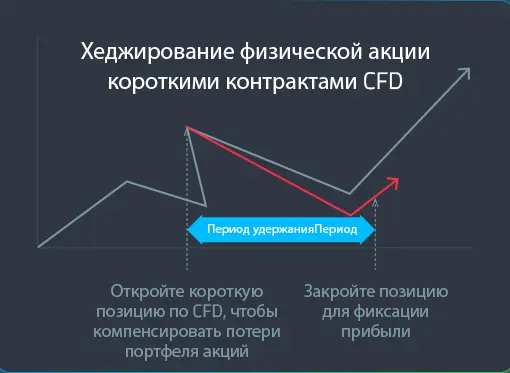 Хеджирование физической акции
короткими контрактами CFD
Период удержанияПериод
Откройте короткую
позицию по CFD, чтобы
компенсировать потери
портфеля акций
Закройте позицию
для фиксации
прибыли